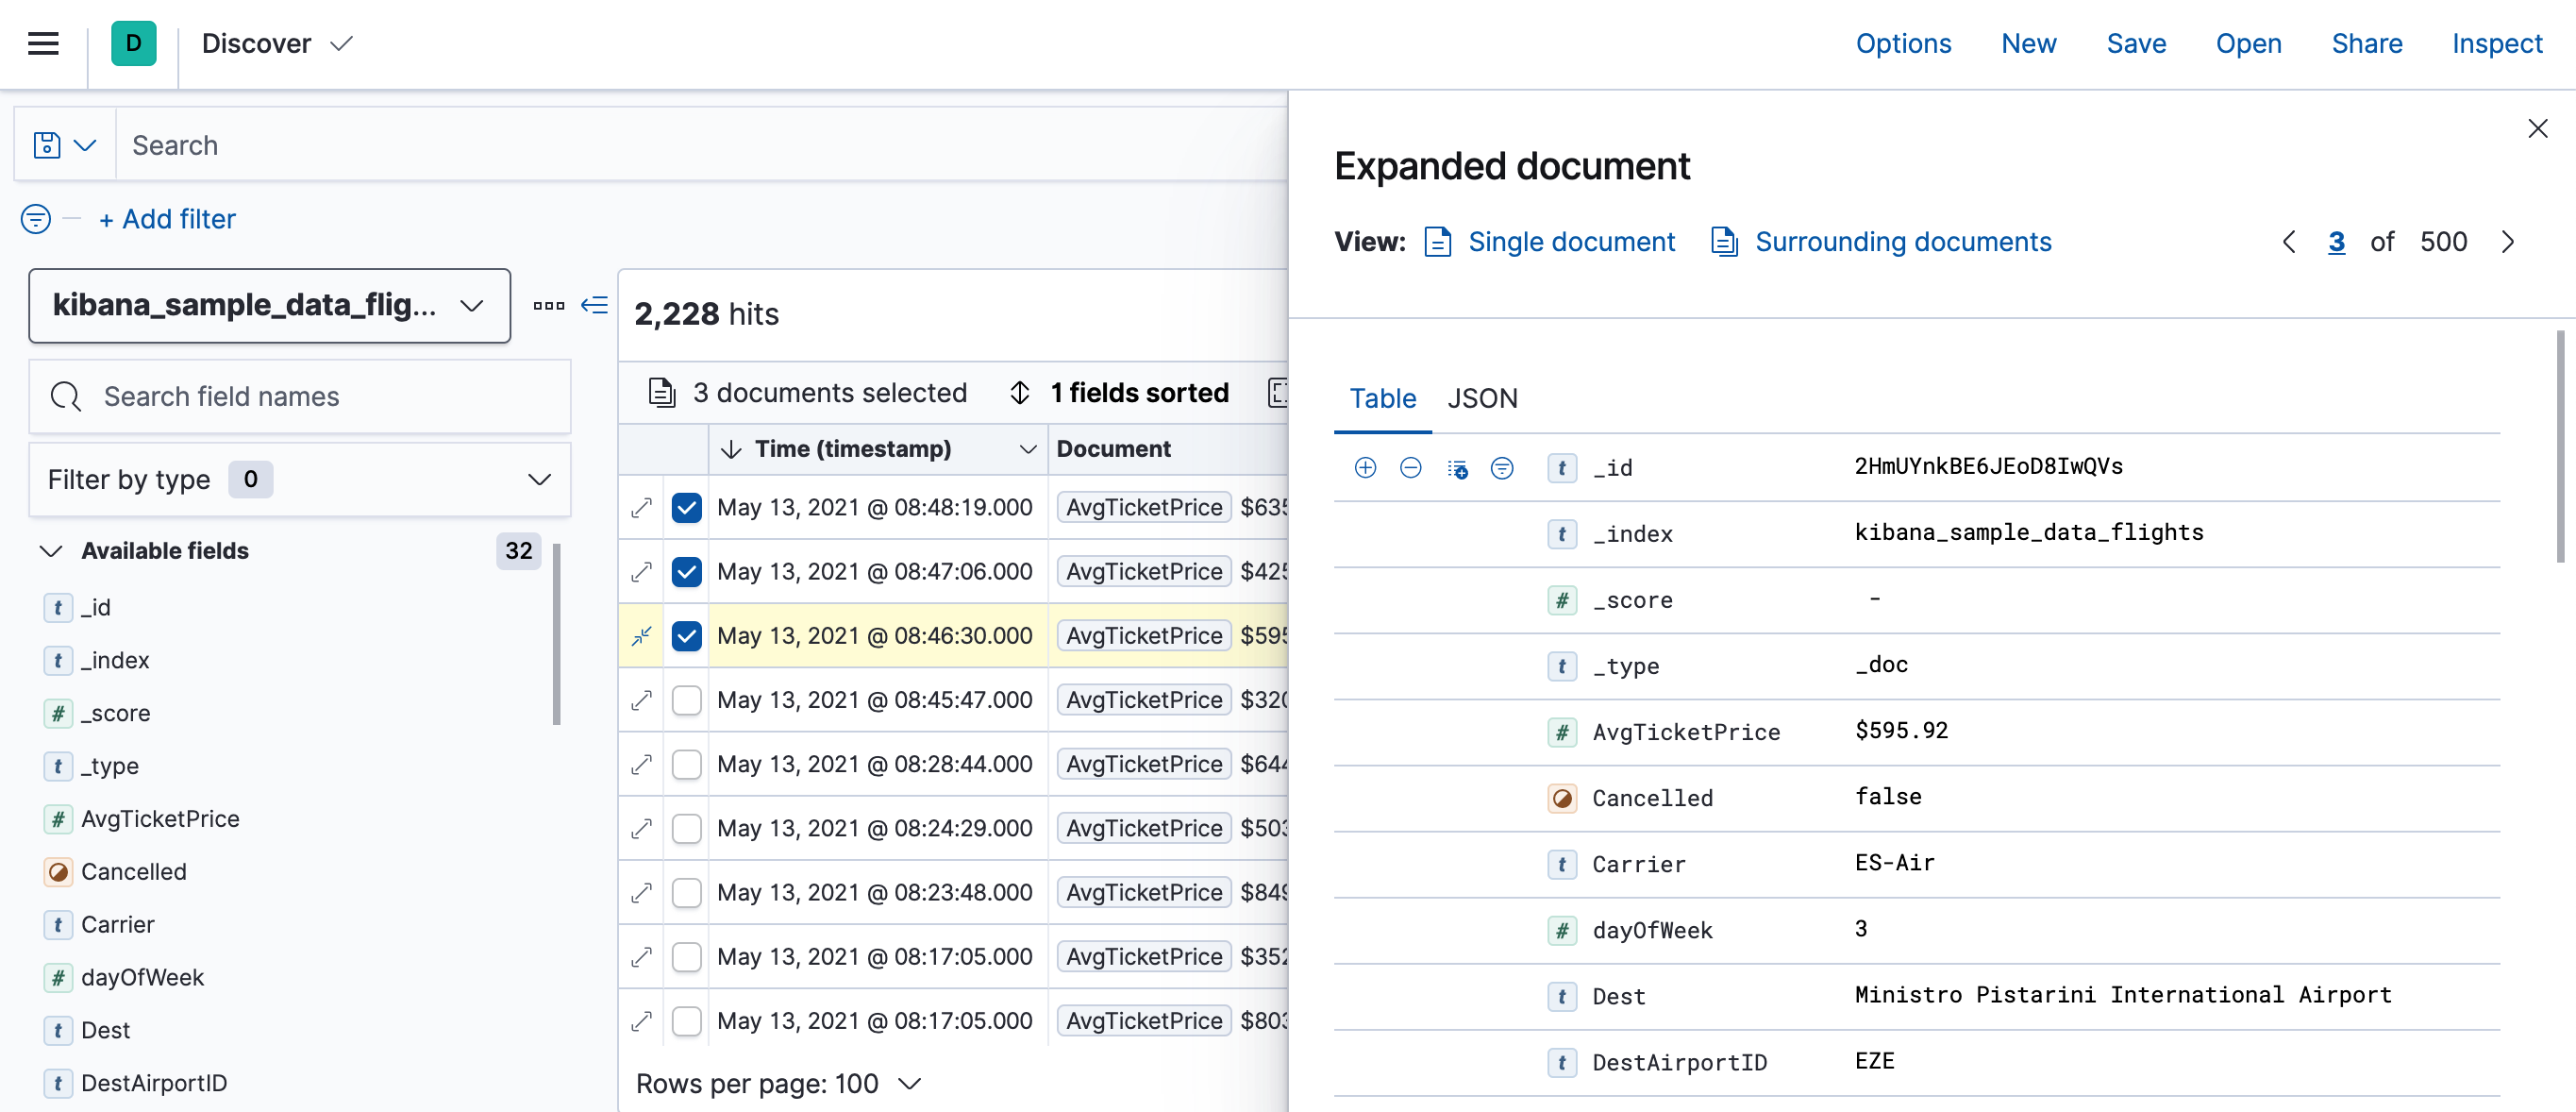 D Discover Options New Save Open Share Inspect
Search
+ Add filter
kibana_sample_data_flig...
Search field names
Filter by type 0
Available fields 32
t _id
t _index
# _score
t _type
# AvgTicketPrice
Cancelled
t Carrier
# dayOfWeek
t Dest
t DestAirportID
2,228 hits
3 documents selected 1 fields sorted
Time (timestamp) Document
May 13, 2021 @ 08:48:19.000 AvgTicketPrice $635
May 13, 2021 @ 08:47:06.000 AvgTicketPrice $425
May 13, 2021 @ 08:46:30.000 AvgTicketPrice $595
May 13, 2021 @ 08:45:47.000 AvgTicketPrice $320
May 13, 2021 @ 08:28:44.000 AvgTicketPrice $644
May 13, 2021 @ 08:24:29.000 AvgTicketPrice $503
May 13, 2021 @ 08:23:48.000 AvgTicketPrice $849
May 13, 2021 @ 08:17:05.000 AvgTicketPrice $352
May 13, 2021 @ 08:17:05.000 AvgTicketPrice $803
Rows per page: 100
Expanded document
View: Single document Surrounding documents 3 of 500
Table JSON
t _id 2HmUYnkBE6JEoD8IwQVs
t _index kibana_sample_data_flights
# _score -
t _type _doc
# AvgTicketPrice $595.92
Cancelled false
t Carrier ES-Air
# dayOfWeek 3
t Dest Ministro Pistarini International Airport
t DestAirportID EZE